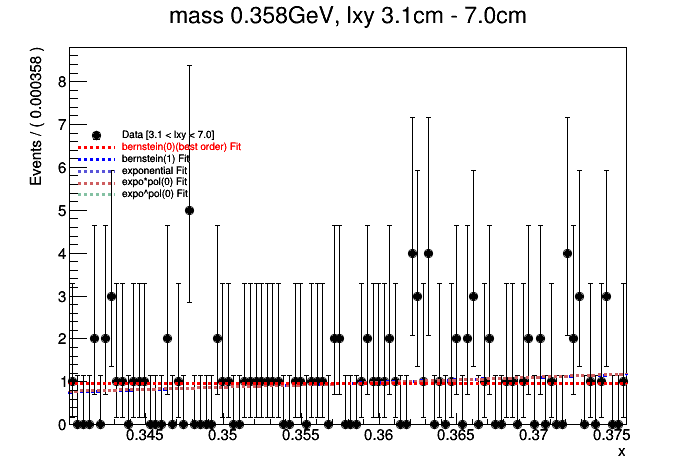 mass 0.358GeV, lxy 3.1cm - 7.0cm
Events / ( 0.000358 )
8
7
6
5
4
3
2
1
0
Data [3.1 < lxy < 7.0]
bernstein(0)(best order) Fit
bernstein(1) Fit
exponential Fit
expo*pol(0) Fit
expo^pol(0) Fit
0.345 0.35 0.355 0.36 0.365 0.37 0.375
x